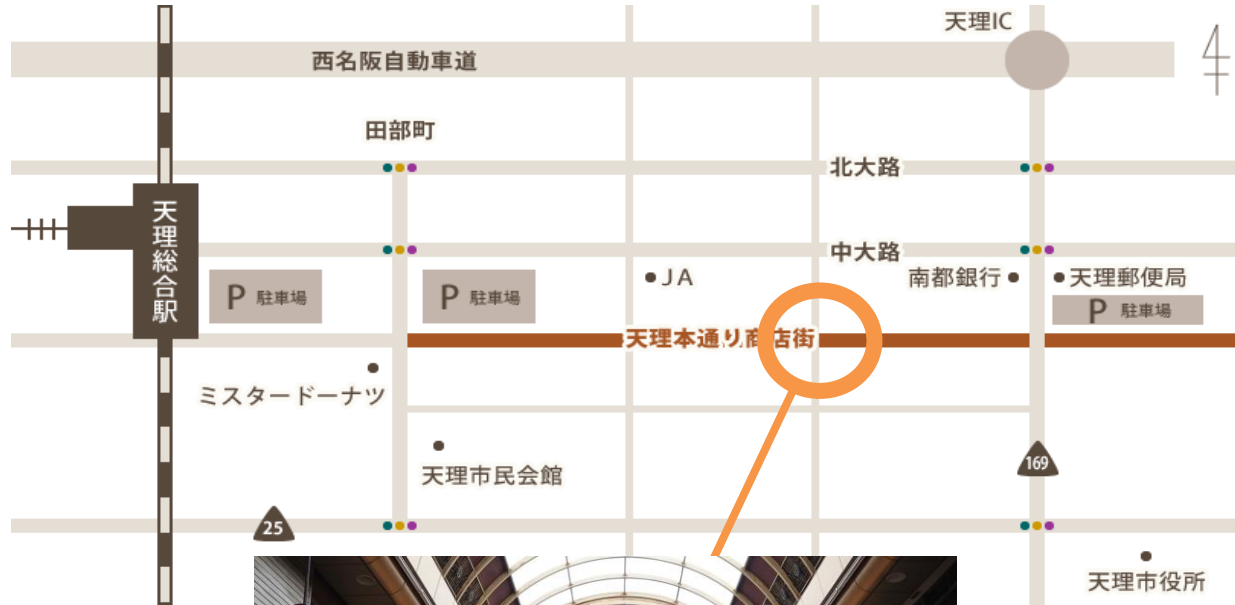 天理IC
西名阪自動車道
田部町
北大路
天理総合駅
中大路
P 駐車場
P 駐車場
JA
南都銀行
天理郵便局
P 駐車場
天理本通り商店街
ミスタードーナツ
天理市民会館
169
25
天理市役所